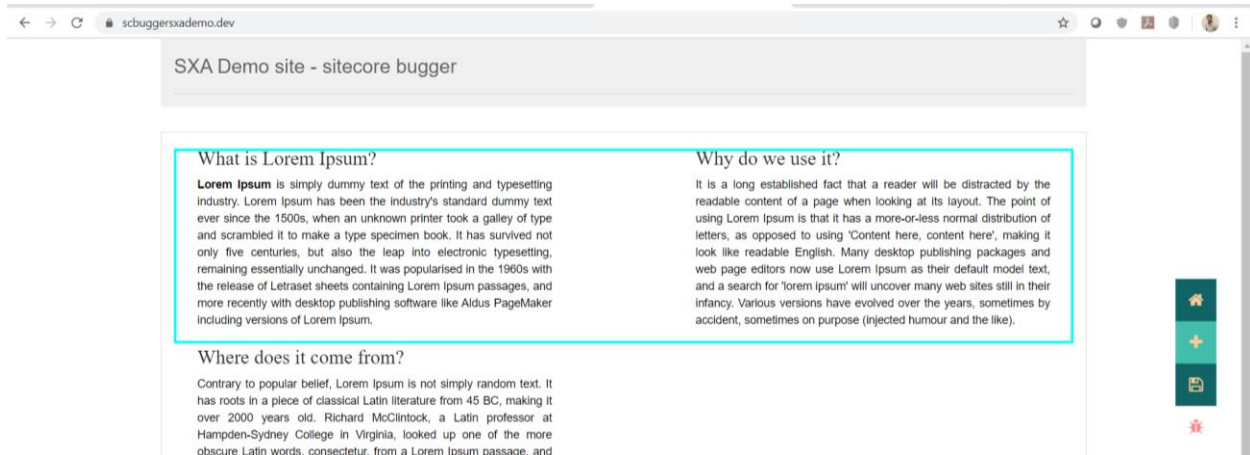 scbuggersxademo.dev
SXA Demo site - sitecore bugger
What is Lorem Ipsum?
Lorem Ipsum is simply dummy text of the printing and typesetting
industry. Lorem Ipsum has been the industry's standard dummy text
ever since the 1500s, when an unknown printer took a galley of type
and scrambled it to make a type specimen book. It has survived not
only five centuries, but also the leap into electronic typesetting,
remaining essentially unchanged. It was popularised in the 1960s with
the release of Letraset sheets containing Lorem Ipsum passages, and
more recently with desktop publishing software like Aldus PageMaker
including versions of Lorem Ipsum.
Why do we use it?
It is a long established fact that a reader will be distracted by the
readable content of a page when looking at its layout. The point of
using Lorem Ipsum is that it has a more-or-less normal distribution of
letters, as opposed to using 'Content here, content here', making it
look like readable English. Many desktop publishing packages and
web page editors now use Lorem Ipsum as their default model text,
and a search for 'lorem ipsum' will uncover many web sites still in their
infancy. Various versions have evolved over the years, sometimes by
accident, sometimes on purpose (injected humour and the like).
Where does it come from?
Contrary to popular belief, Lorem Ipsum is not simply random text. It
has roots in a piece of classical Latin literature from 45 BC, making it
over 2000 years old. Richard McClintock, a Latin professor at
Hampden-Sydney College in Virginia, looked up one of the more
obscure Latin words, consectetur, from a Lorem Ipsum passage, and